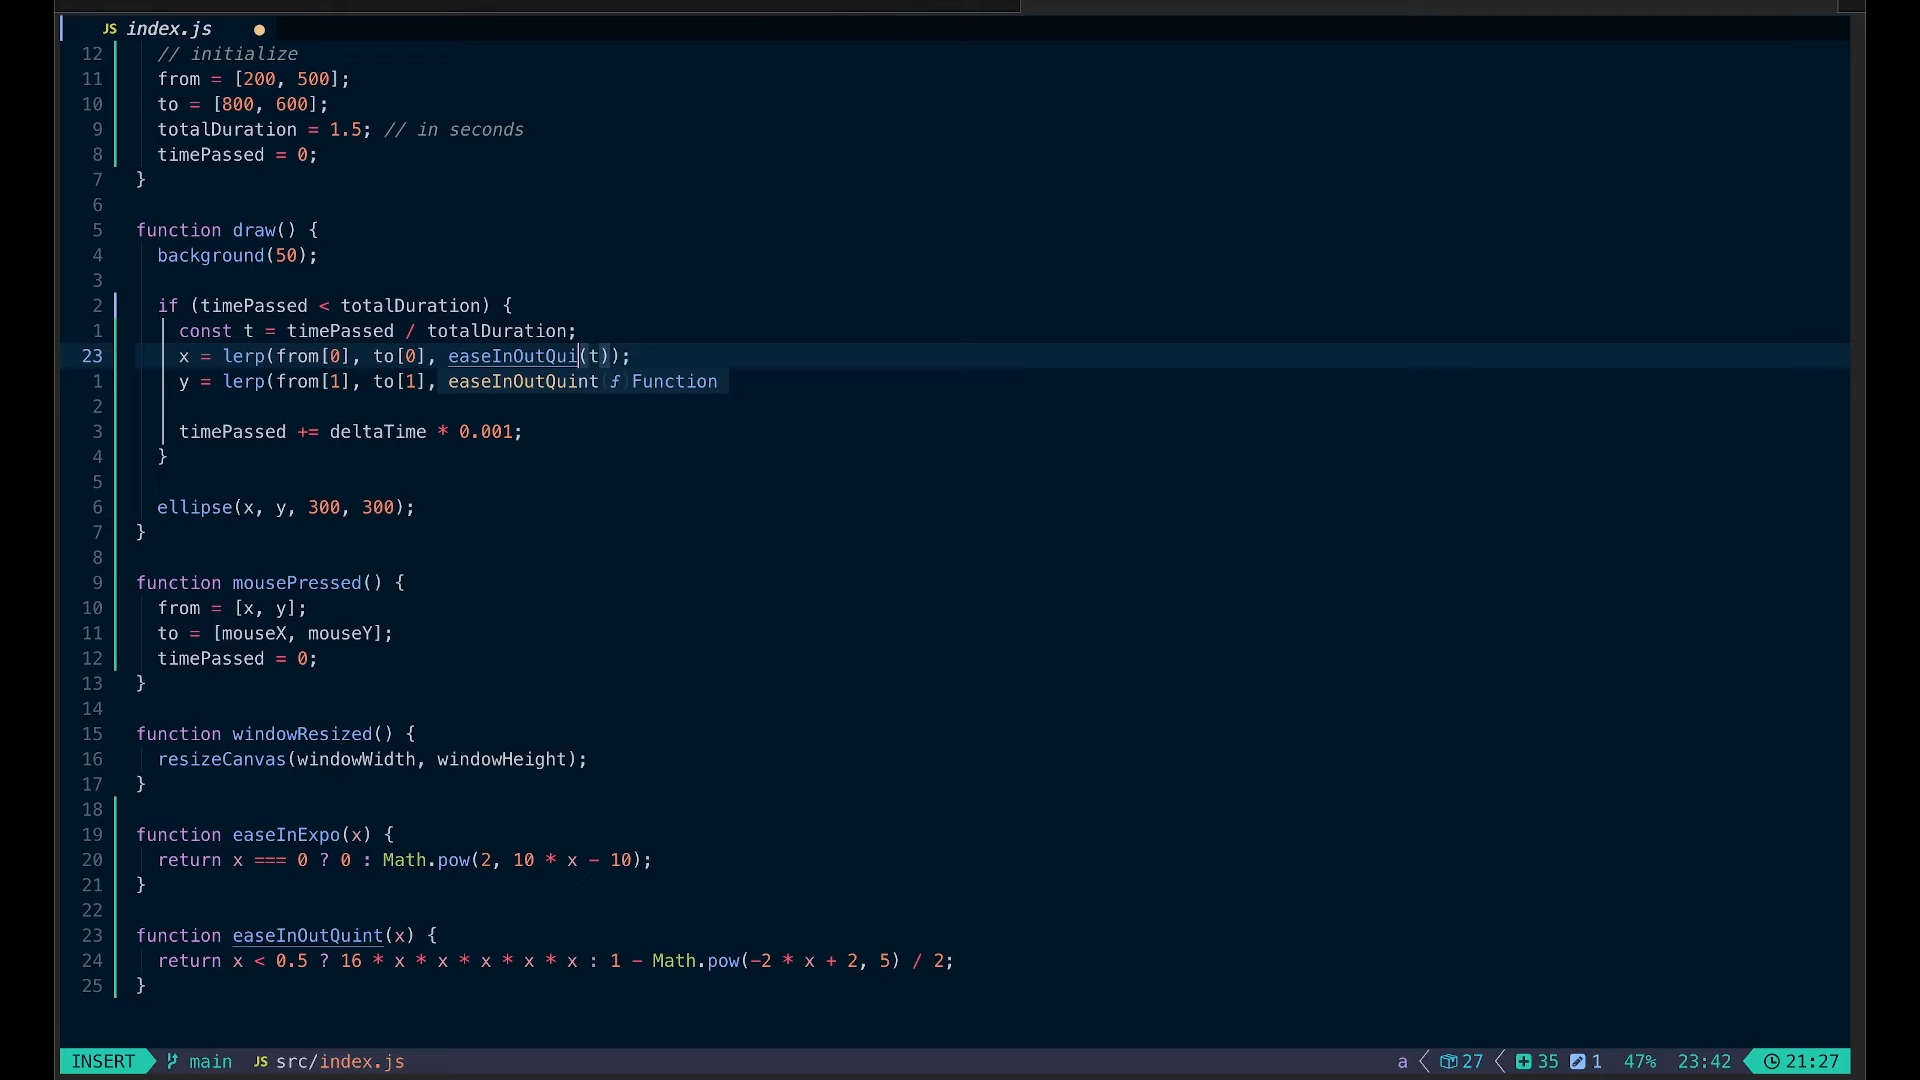 JS index.js
12 // initialize
11 from = [200, 500];
10 to = [800, 600];
9 totalDuration = 1.5; // in seconds
8 timePassed = 0;
7 }
6
5 function draw() {
4 background(50);
3
2 if (timePassed < totalDuration) {
1 const t = timePassed / totalDuration;
23 x = lerp(from[0], to[0], easeInOutQui(t));
1 y = lerp(from[1], to[1], easeInOutQuint ƒ Function
2
3 timePassed += deltaTime * 0.001;
4 }
5
6 ellipse(x, y, 300, 300);
7 }
8
9 function mousePressed() {
10 from = [x, y];
11 to = [mouseX, mouseY];
12 timePassed = 0;
13 }
14
15 function windowResized() {
16 resizeCanvas(windowWidth, windowHeight);
17 }
18
19 function easeInExpo(x) {
20 return x === 0 ? 0 : Math.pow(2, 10 * x - 10);
21 }
22
23 function easeInOutQuint(x) {
24 return x < 0.5 ? 16 * x * x * x * x * x : 1 - Math.pow(-2 * x + 2, 5) / 2;
25 }
INSERT main JS src/index.js a 27 35 1 47% 23:42 21:27